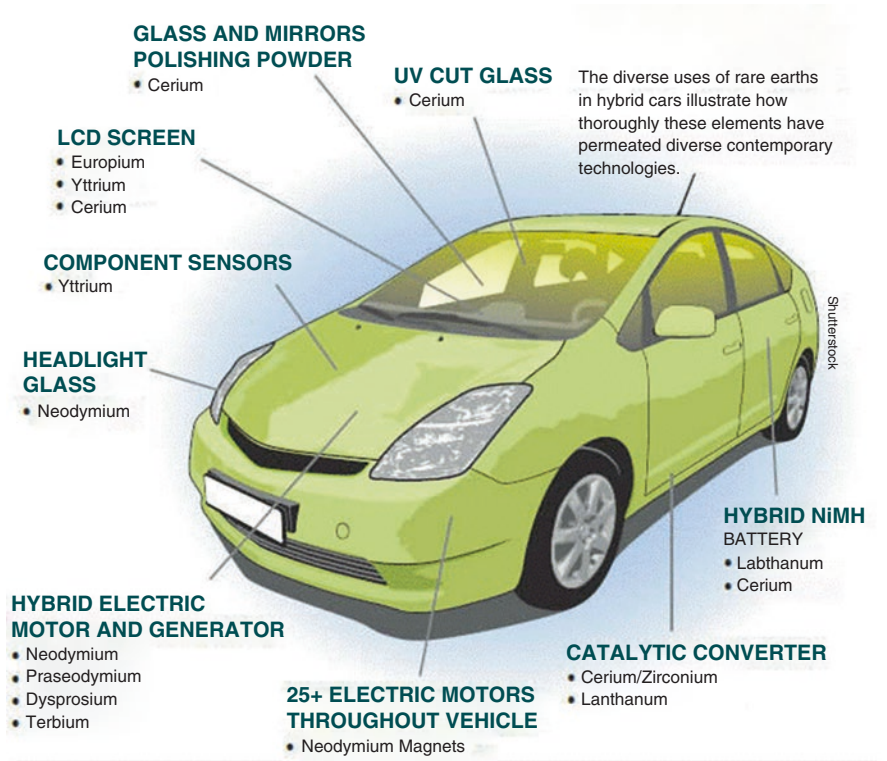 GLASS AND MIRRORS
POLISHING POWDER
• Cerium
UV CUT GLASS
• Cerium
The diverse uses of rare earths
in hybrid cars illustrate how
thoroughly these elements have
permeated diverse contemporary
technologies.
LCD SCREEN
• Europium
• Yttrium
• Cerium
COMPONENT SENSORS
• Yttrium
HEADLIGHT
GLASS
• Neodymium
Shutterstock
HYBRID NiMH
BATTERY
• Labthanum
• Cerium
HYBRID ELECTRIC
MOTOR AND GENERATOR
• Neodymium
• Praseodymium
• Dysprosium
• Terbium
25+ ELECTRIC MOTORS
THROUGHOUT VEHICLE
• Neodymium Magnets
CATALYTIC CONVERTER
• Cerium/Zirconium
• Lanthanum